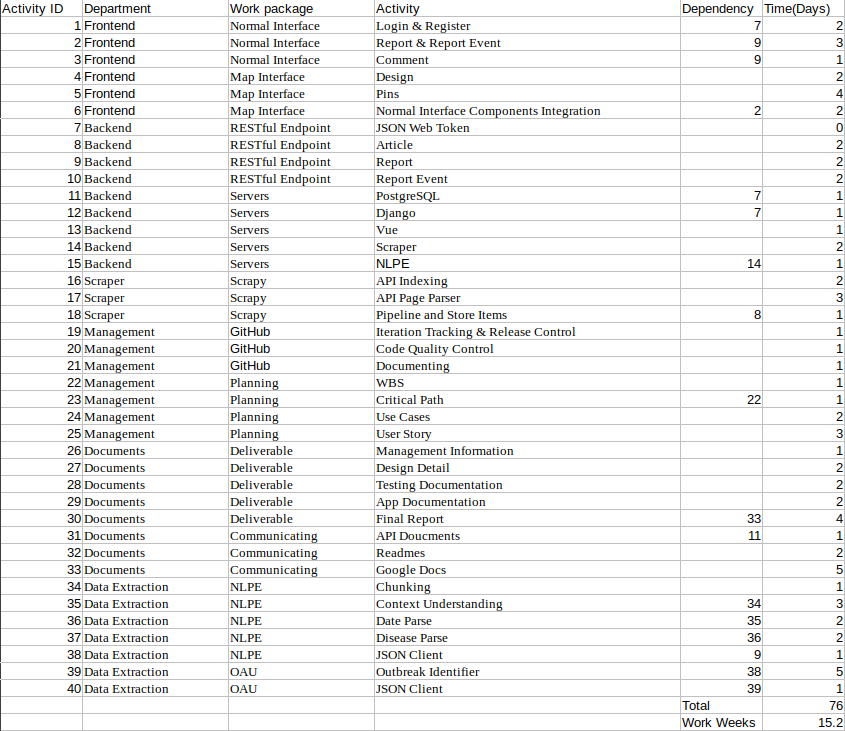 Activity ID Department Work package Activity Dependency Time(Days)
1 Frontend Normal Interface Login & Register 7 2
2 Frontend Normal Interface Report & Report Event 9 3
3 Frontend Normal Interface Comment 9 1
4 Frontend Map Interface Design 2
5 Frontend Map Interface Pins 4
6 Frontend Map Interface Normal Interface Components Integration 2 2
7 Backend RESTful Endpoint JSON Web Token 0
8 Backend RESTful Endpoint Article 2
9 Backend RESTful Endpoint Report 2
10 Backend RESTful Endpoint Report Event 2
11 Backend Servers PostgreSQL 7 1
12 Backend Servers Django 7 1
13 Backend Servers Vue 1
14 Backend Servers Scraper 2
15 Backend Servers NLPE 14 1
16 Scraper Scrapy API Indexing 2
17 Scraper Scrapy API Page Parser 3
18 Scraper Scrapy Pipeline and Store Items 8 1
19 Management GitHub Iteration Tracking & Release Control 1
20 Management GitHub Code Quality Control 1
21 Management GitHub Documenting 1
22 Management Planning WBS 1
23 Management Planning Critical Path 22 1
24 Management Planning Use Cases 2
25 Management Planning User Story 3
26 Documents Deliverable Management Information 1
27 Documents Deliverable Design Detail 2
28 Documents Deliverable Testing Documentation 2
29 Documents Deliverable App Documentation 2
30 Documents Deliverable Final Report 33 4
31 Documents Communicating API Doucments 11 1
32 Documents Communicating Readmes 2
33 Documents Communicating Google Docs 5
34 Data Extraction NLPE Chunking 1
35 Data Extraction NLPE Context Understanding 34 3
36 Data Extraction NLPE Date Parse 35 2
37 Data Extraction NLPE Disease Parse 36 2
38 Data Extraction NLPE JSON Client 9 1
39 Data Extraction OAU Outbreak Identifier 38 5
40 Data Extraction OAU JSON Client 39 1
Total 76
Work Weeks 15.2